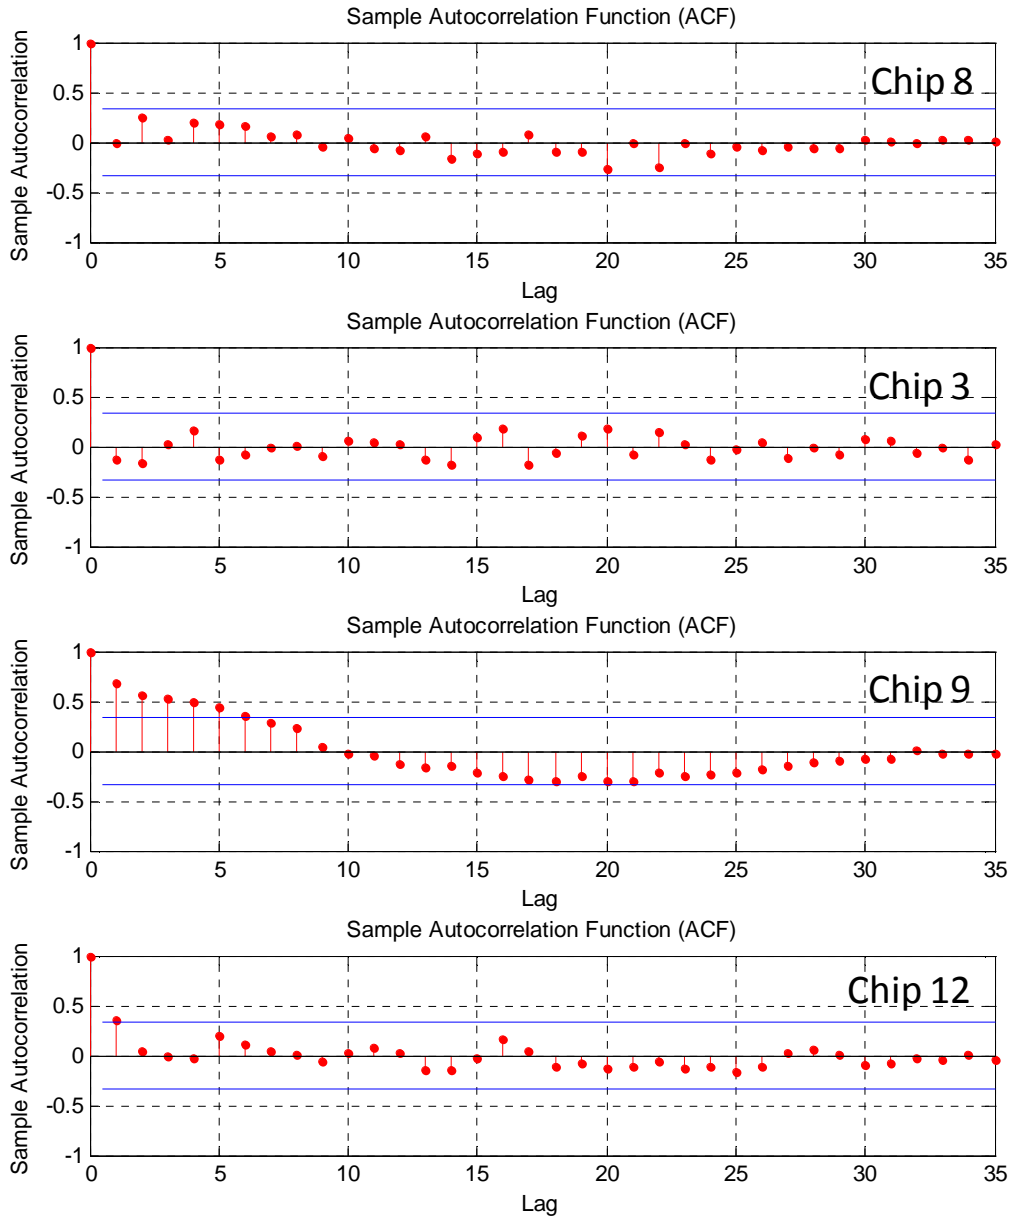 Sample Autocorrelation Function (ACF)
Sample Autocorrelation
1
0.5
0
-0.5
-1
Chip 8
0 5 10 15 20 25 30 35
Lag
Sample Autocorrelation Function (ACF)
Sample Autocorrelation
1
0.5
0
-0.5
-1
Chip 3
0 5 10 15 20 25 30 35
Lag
Sample Autocorrelation Function (ACF)
Sample Autocorrelation
1
0.5
0
-0.5
-1
Chip 9
0 5 10 15 20 25 30 35
Lag
Sample Autocorrelation Function (ACF)
Sample Autocorrelation
1
0.5
0
-0.5
-1
Chip 12
0 5 10 15 20 25 30 35
Lag